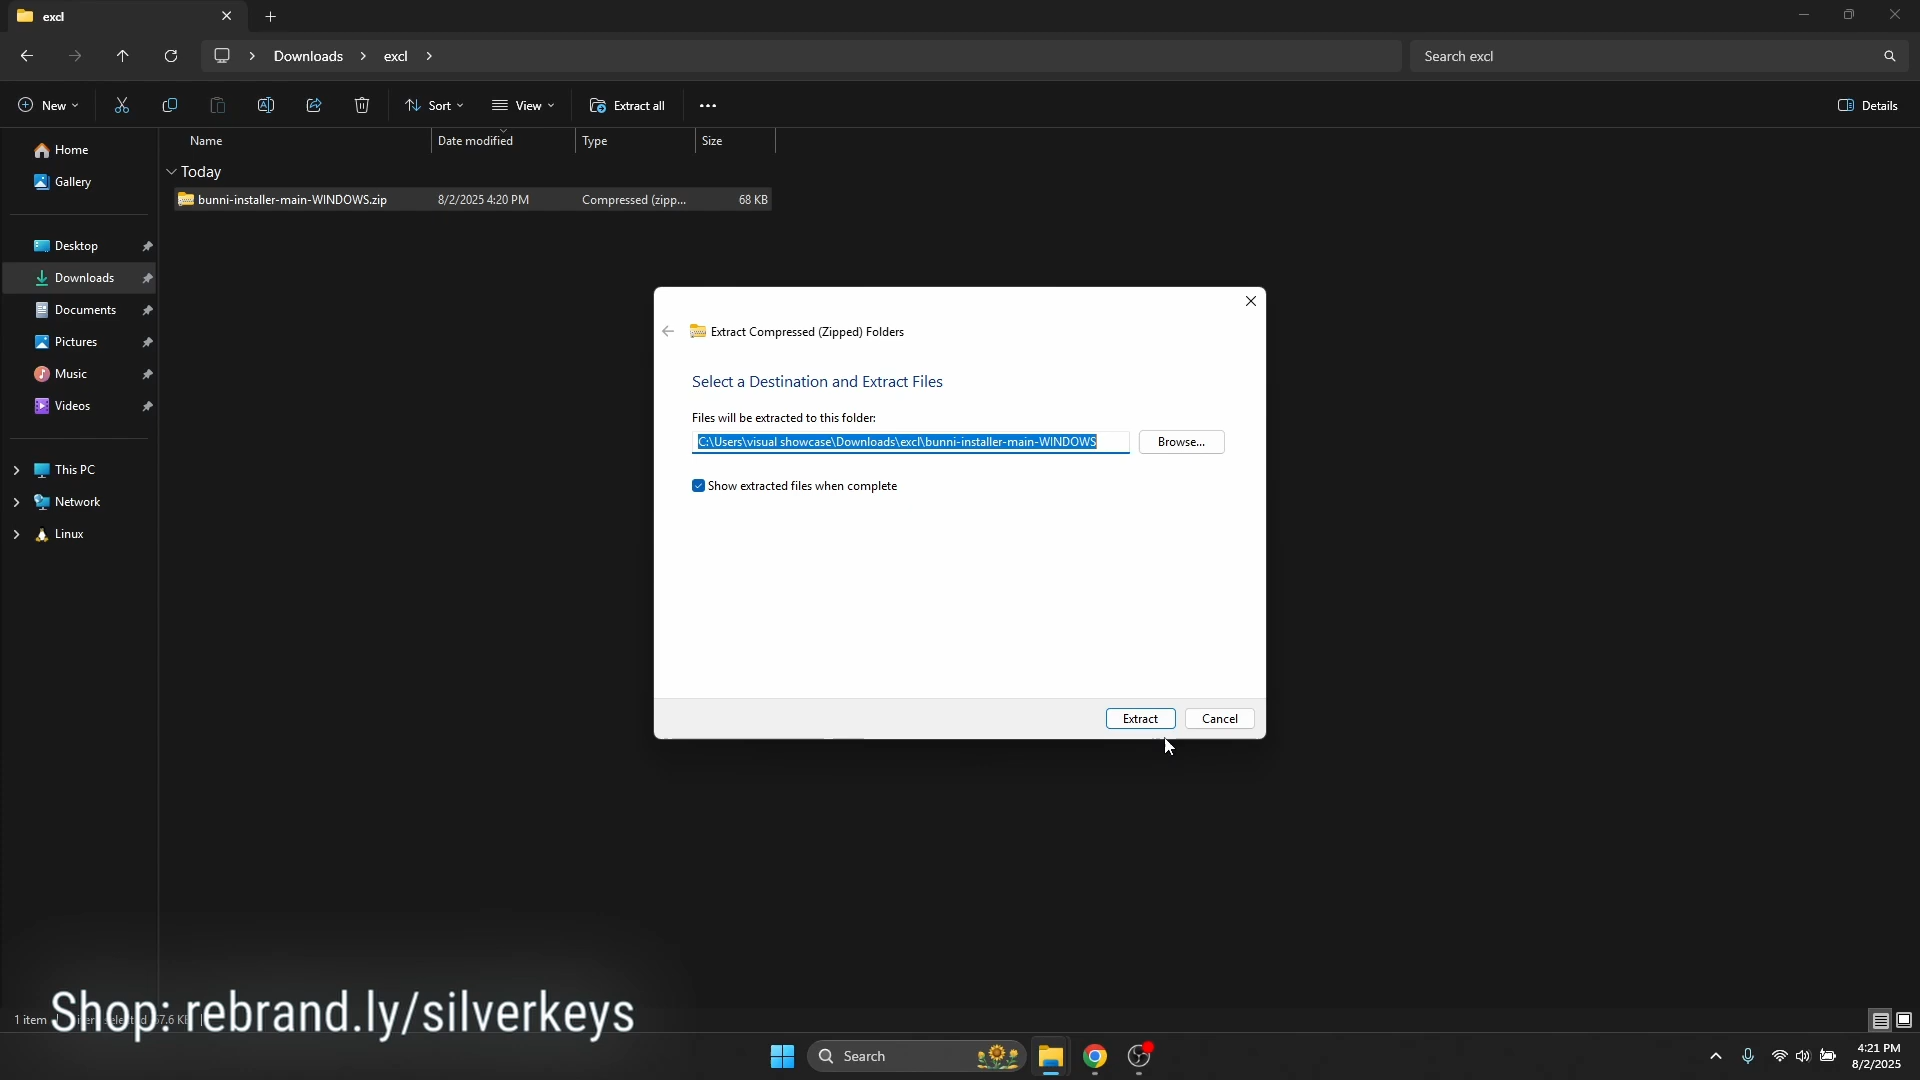 excl
Downloads
excl
Search excl
New
Sort
View
Extract all
Details
Home
Gallery
Desktop
Downloads
Documents
Pictures
Music
Videos
This PC
Network
Linux
Name
Date modified
Type
Size
Today
bunni-installer-main-WINDOWS.zip
8/2/2025 4:20 PM
Compressed (zipp...
68 KB
Extract Compressed (Zipped) Folders
Select a Destination and Extract Files
Files will be extracted to this folder:
C:\Users\visual showcase\Downloads\excl\bunni-installer-main-WINDOWS
Browse...
Show extracted files when complete
Extract
Cancel
1 item
Shop: rebrand.ly/silverkeys
Search
4:21 PM
8/2/2025